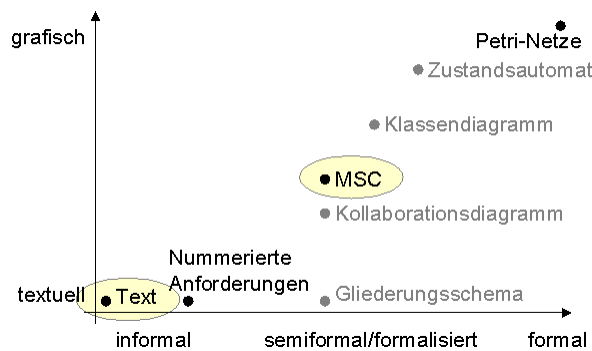 grafisch
Petri-Netze
Zustandsautomat
Klassendiagramm
MSC
Kollaborationsdiagramm
Nummerierte
Anforderungen
textuell
Text
Gliederungsschema
informal
semiformal/formalisiert
formal